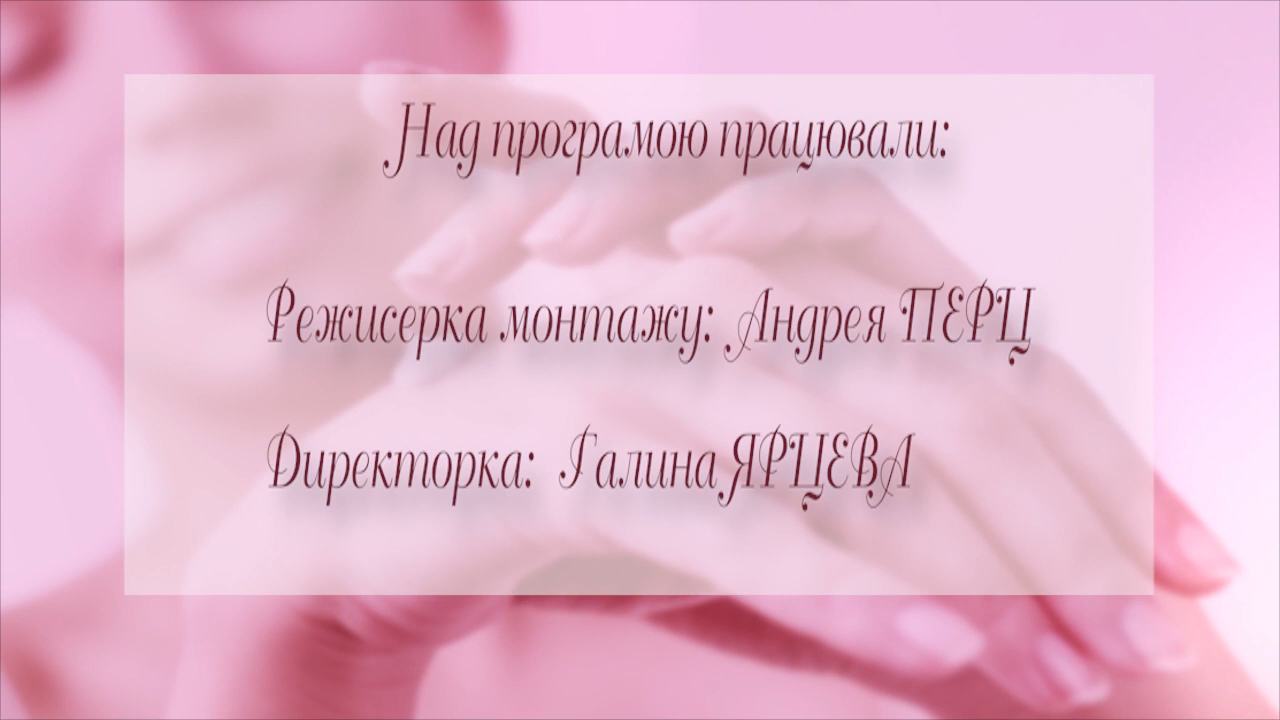 Над програмою працювали:
Режисерка монтажу: Андрея ПЕРЦ
Директорка: Галина ЯРЦЕВА